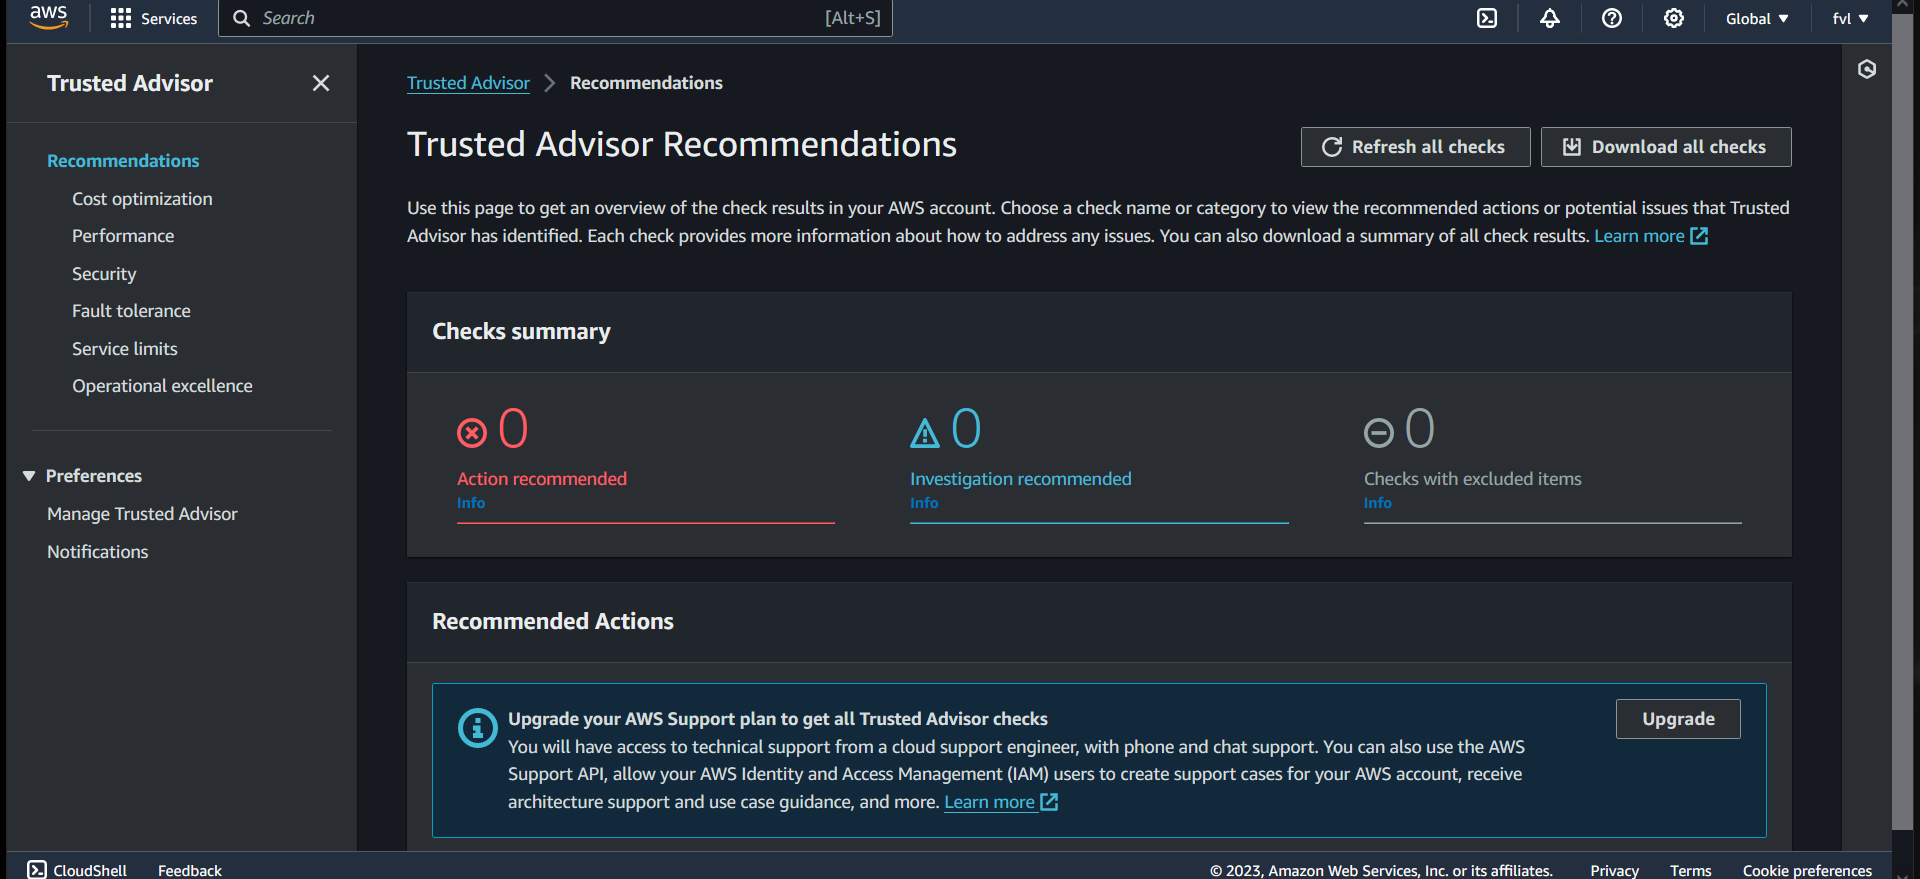 aws
Services
Search
[Alt+S]
Global
fvl
Trusted Advisor
Recommendations
Cost optimization
Performance
Security
Fault tolerance
Service limits
Operational excellence
Preferences
Manage Trusted Advisor
Notifications
Trusted Advisor
Recommendations
Trusted Advisor Recommendations
Refresh all checks
Download all checks
Use this page to get an overview of the check results in your AWS account. Choose a check name or category to view the recommended actions or potential issues that Trusted
Advisor has identified. Each check provides more information about how to address any issues. You can also download a summary of all check results. Learn more
Checks summary
0
Action recommended
Info
0
Investigation recommended
Info
0
Checks with excluded items
Info
Recommended Actions
Upgrade your AWS Support plan to get all Trusted Advisor checks
You will have access to technical support from a cloud support engineer, with phone and chat support. You can also use the AWS
Support API, allow your AWS Identity and Access Management (IAM) users to create support cases for your AWS account, receive
architecture support and use case guidance, and more. Learn more
Upgrade
CloudShell
Feedback
© 2023, Amazon Web Services, Inc. or its affiliates.
Privacy
Terms
Cookie preferences